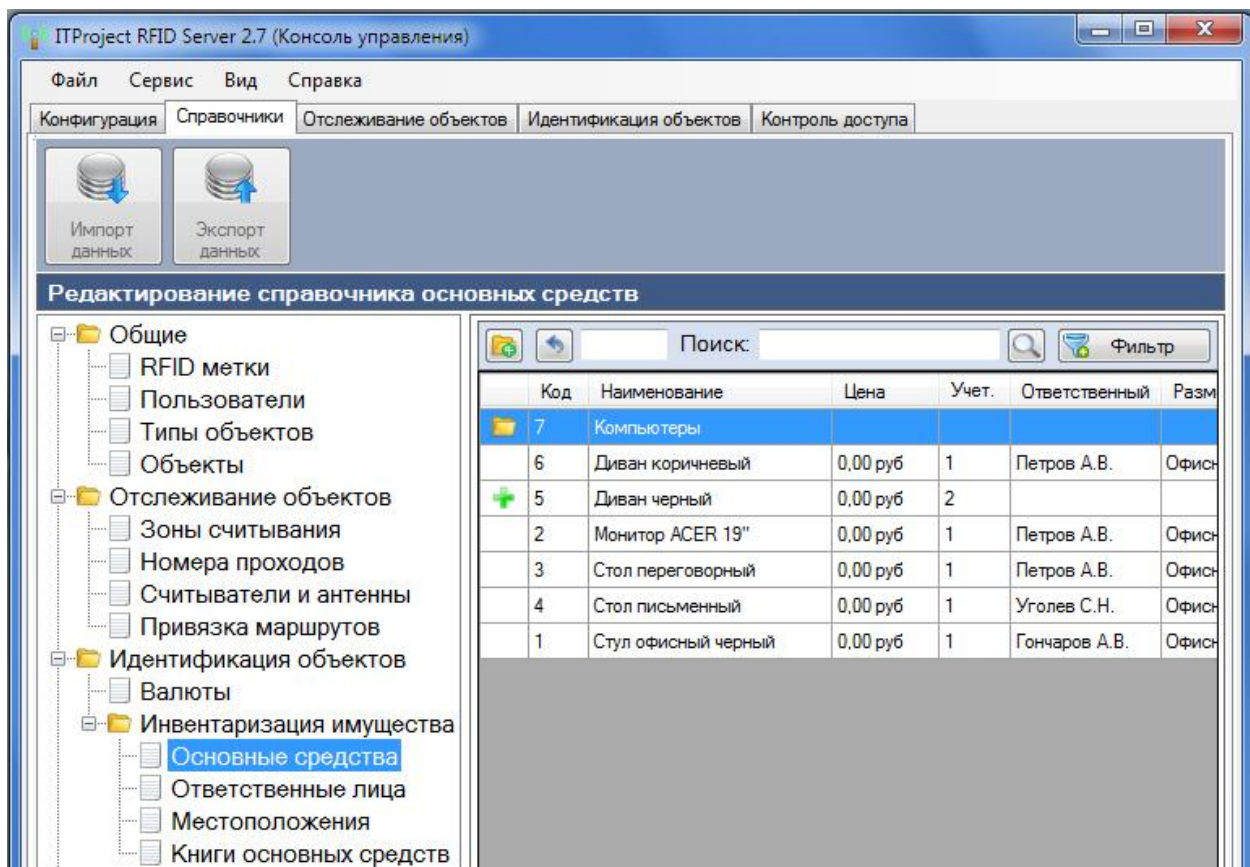 ITProject RFID Server 2.7 (Консоль управления)
Файл Сервис Вид Справка
Конфигурация Справочники Отслеживание объектов Идентификация объектов Контроль доступа
Импорт данных Экспорт данных
Редактирование справочника основных средств
Общие
RFID метки
Пользователи
Типы объектов
Объекты
Отслеживание объектов
Зоны считывания
Номера проходов
Считыватели и антенны
Привязка маршрутов
Идентификация объектов
Валюты
Инвентаризация имущества
Основные средства
Ответственные лица
Местоположения
Книги основных средств
Поиск: Фильтр
Код Наименование Цена Учет. Ответственный Разм
7 Компьютеры
6 Диван коричневый 0,00 руб 1 Петров А.В. Офисн
5 Диван черный 0,00 руб 2
2 Монитор ACER 19" 0,00 руб 1 Петров А.В. Офисн
3 Стол переговорный 0,00 руб 1 Петров А.В. Офисн
4 Стол письменный 0,00 руб 1 Уголев С.Н. Офисн
1 Стул офисный черный 0,00 руб 1 Гончаров А.В. Офисн